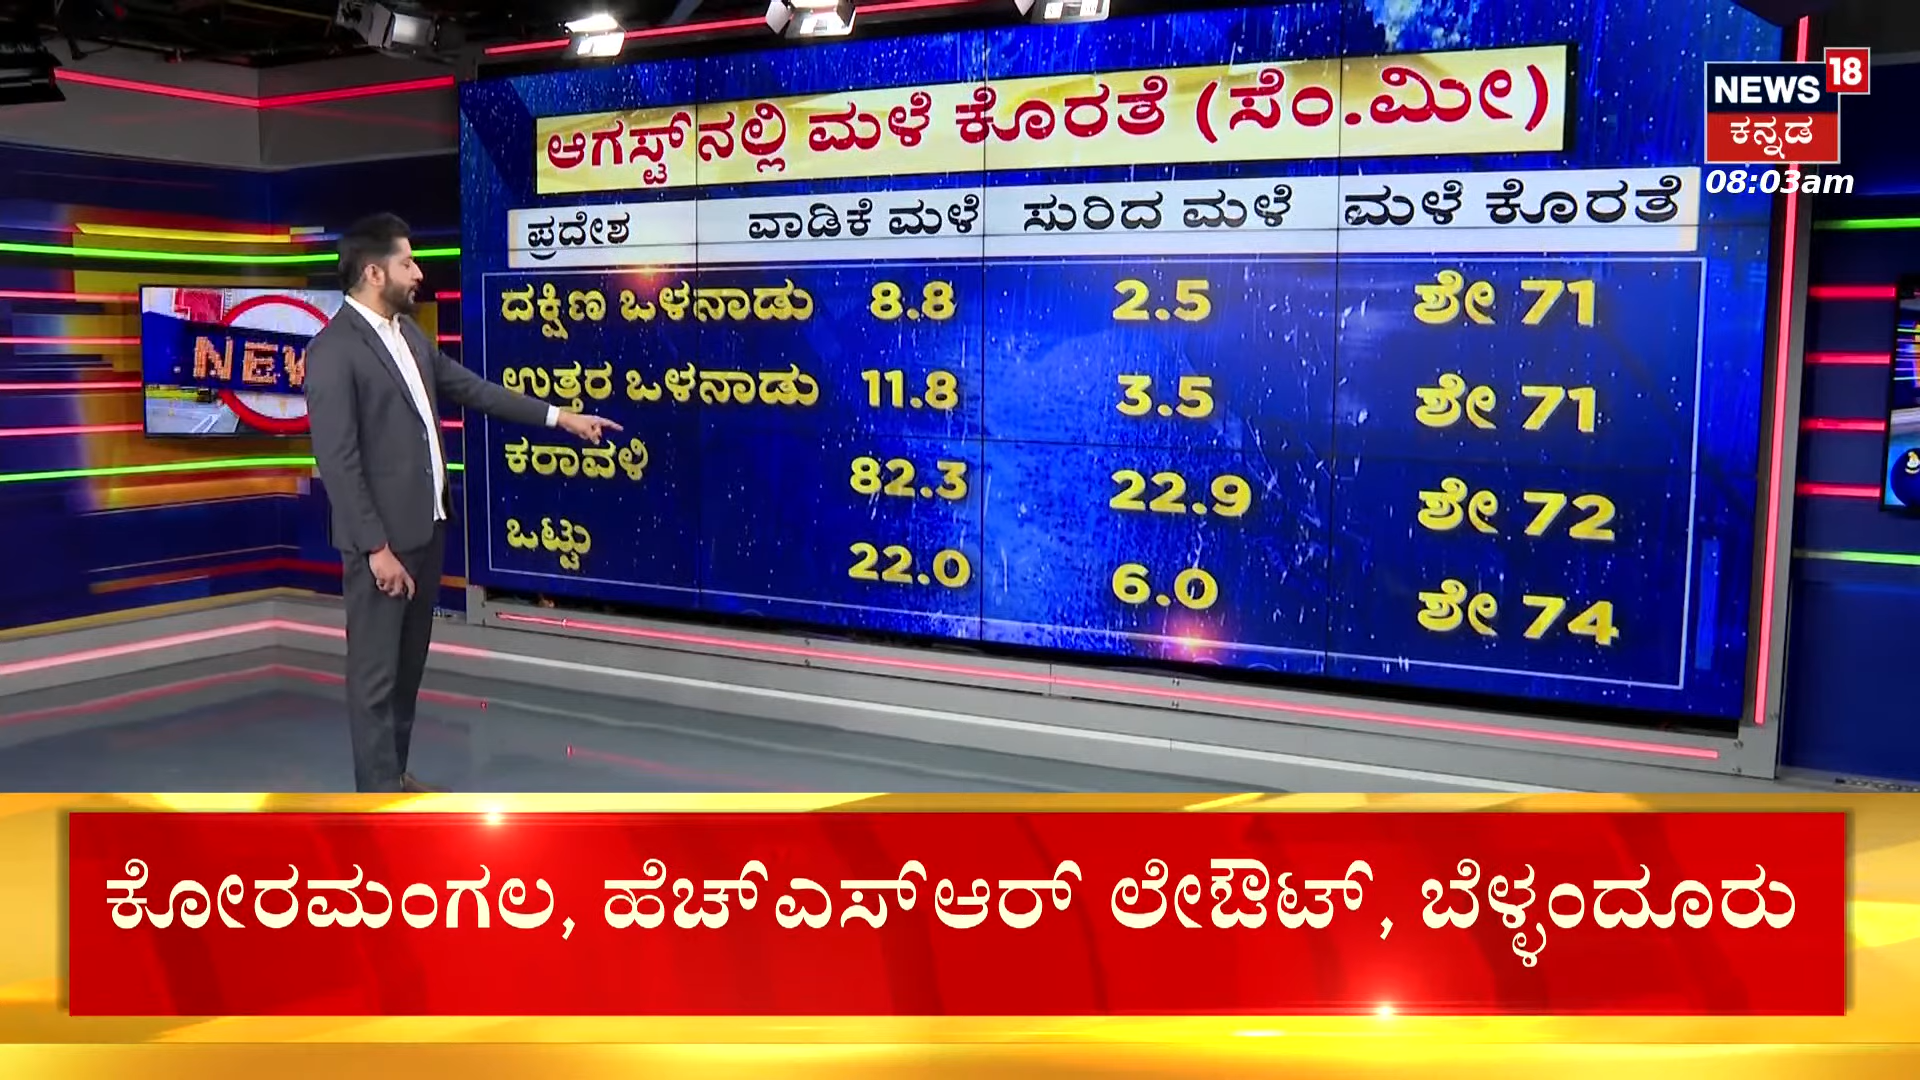 ಆಗಸ್ಟ್‌ನಲ್ಲಿ ಮಳೆ ಕೊರತೆ (ಸೆಂ.ಮೀ)
NEWS 18
ಕನ್ನಡ
08:03am
ಪ್ರದೇಶ ವಾಡಿಕೆ ಮಳೆ ಸುರಿದ ಮಳೆ ಮಳೆ ಕೊರತೆ
ದಕ್ಷಿಣ ಒಳನಾಡು 8.8 2.5 ಶೇ 71
ಉತ್ತರ ಒಳನಾಡು 11.8 3.5 ಶೇ 71
ಕರಾವಳಿ 82.3 22.9 ಶೇ 72
ಒಟ್ಟು 22.0 6.0 ಶೇ 74
NEW
ಕೋರಮಂಗಲ, ಹೆಚ್‌ಎಸ್‌ಆರ್ ಲೇಔಟ್, ಬೆಳ್ಳಂದೂರು